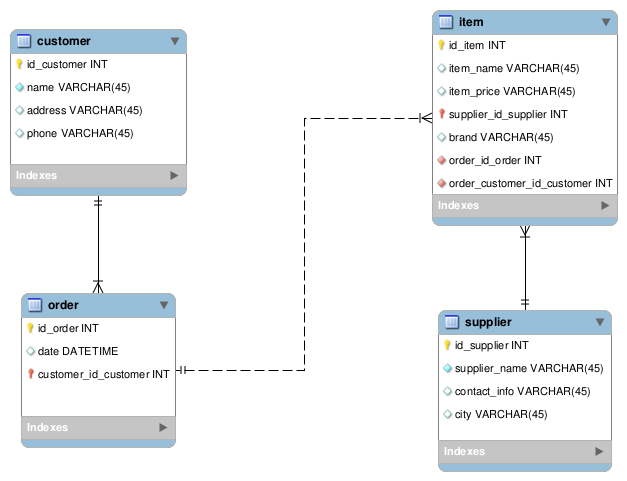 customer
id_customer INT
name VARCHAR(45)
address VARCHAR(45)
phone VARCHAR(45)
Indexes
item
id_item INT
item_name VARCHAR(45)
item_price VARCHAR(45)
supplier_id_supplier INT
brand VARCHAR(45)
order_id_order INT
order_customer_id_customer INT
Indexes
order
id_order INT
date DATETIME
customer_id_customer INT
Indexes
supplier
id_supplier INT
supplier_name VARCHAR(45)
contact_info VARCHAR(45)
city VARCHAR(45)
Indexes